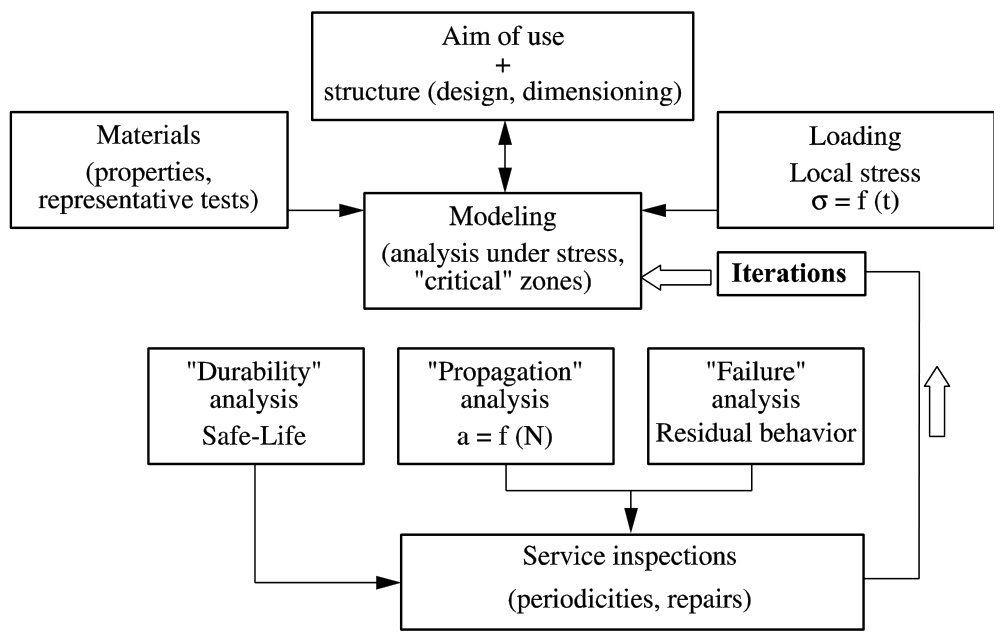 Aim of use
+
structure (design, dimensioning)
Materials
(properties,
representative tests)
Loading
Local stress
σ = f (t)
Modeling
(analysis under stress,
"critical" zones)
Iterations
"Durability"
analysis
Safe-Life
"Propagation"
analysis
a = f (N)
"Failure"
analysis
Residual behavior
Service inspections
(periodicities, repairs)